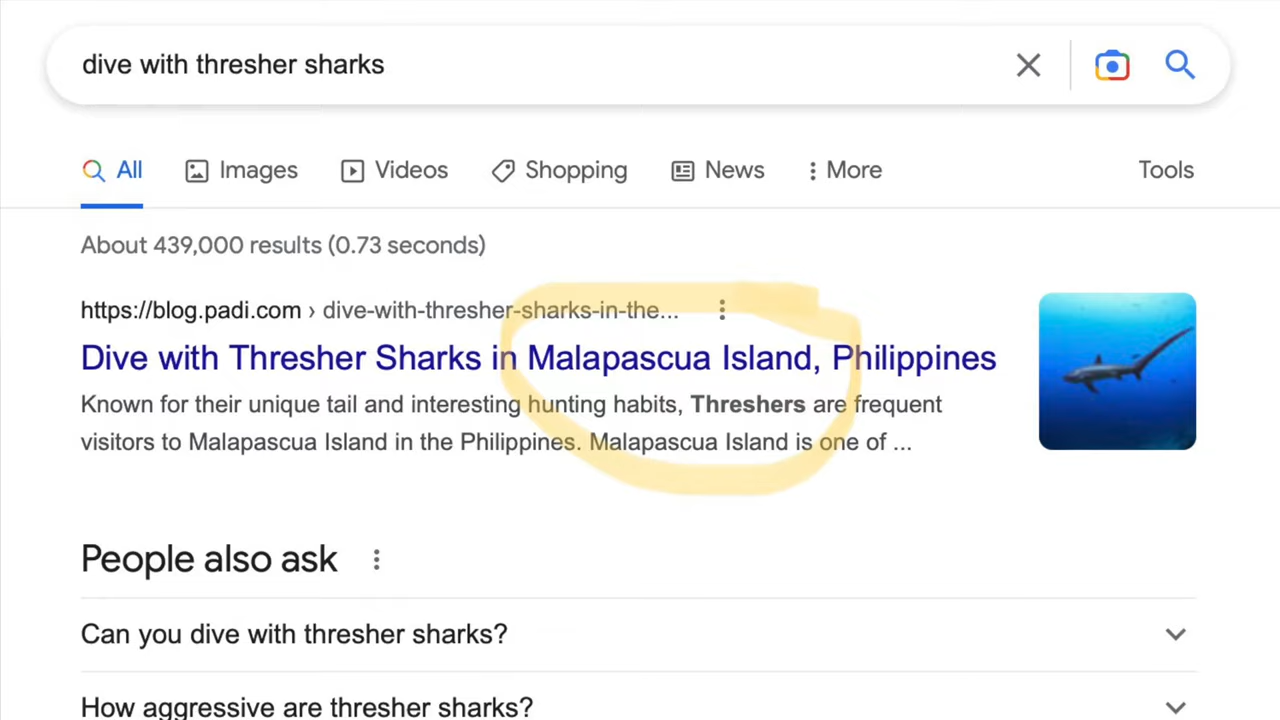 dive with thresher sharks
All Images Videos Shopping News More Tools
About 439,000 results (0.73 seconds)
https://blog.padi.com › dive-with-thresher-sharks-in-the...
Dive with Thresher Sharks in Malapascua Island, Philippines
Known for their unique tail and interesting hunting habits, Threshers are frequent
visitors to Malapascua Island in the Philippines. Malapascua Island is one of ...
People also ask
Can you dive with thresher sharks?
How aggressive are thresher sharks?